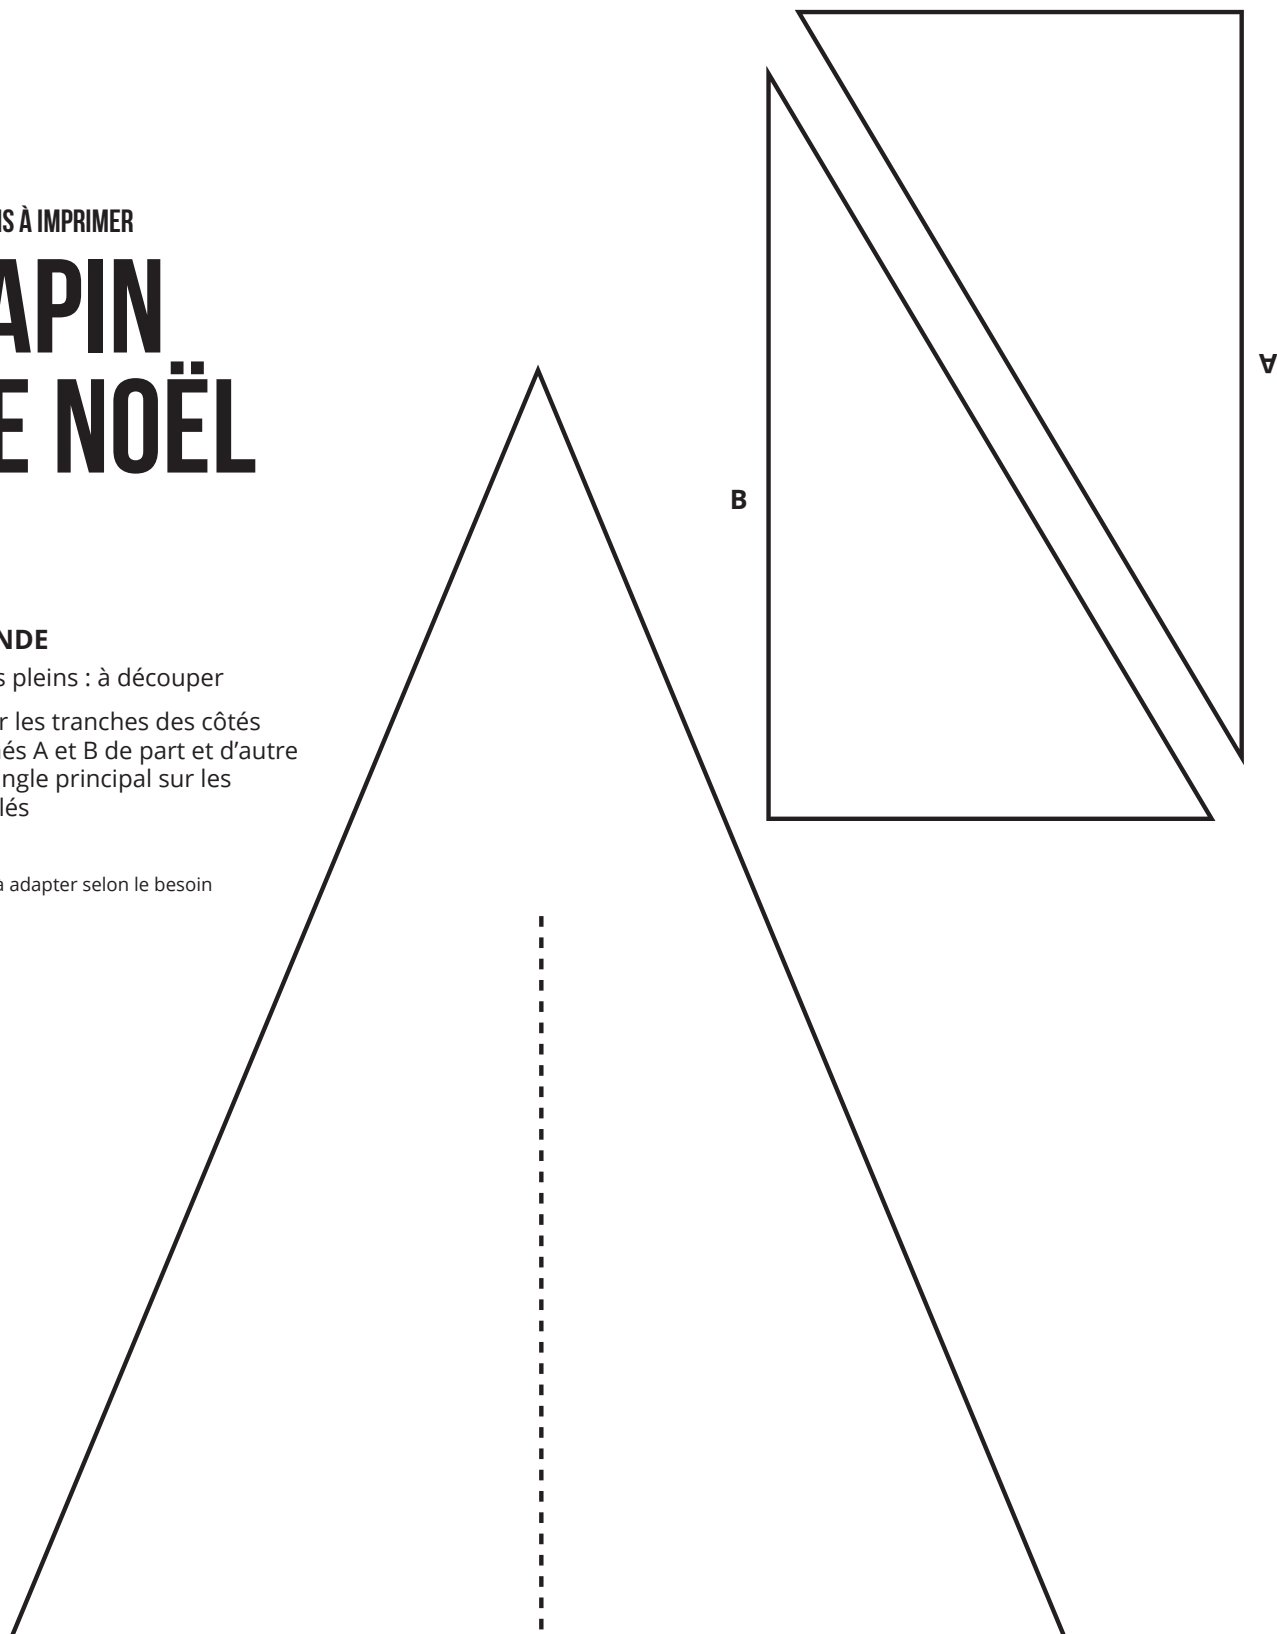 IS À IMPRIMER
APIN
E NOËL
NDE
s pleins : à découper
r les tranches des côtés
és A et B de part et d’autre
ngle principal sur les
lés
à adapter selon le besoin
B
A